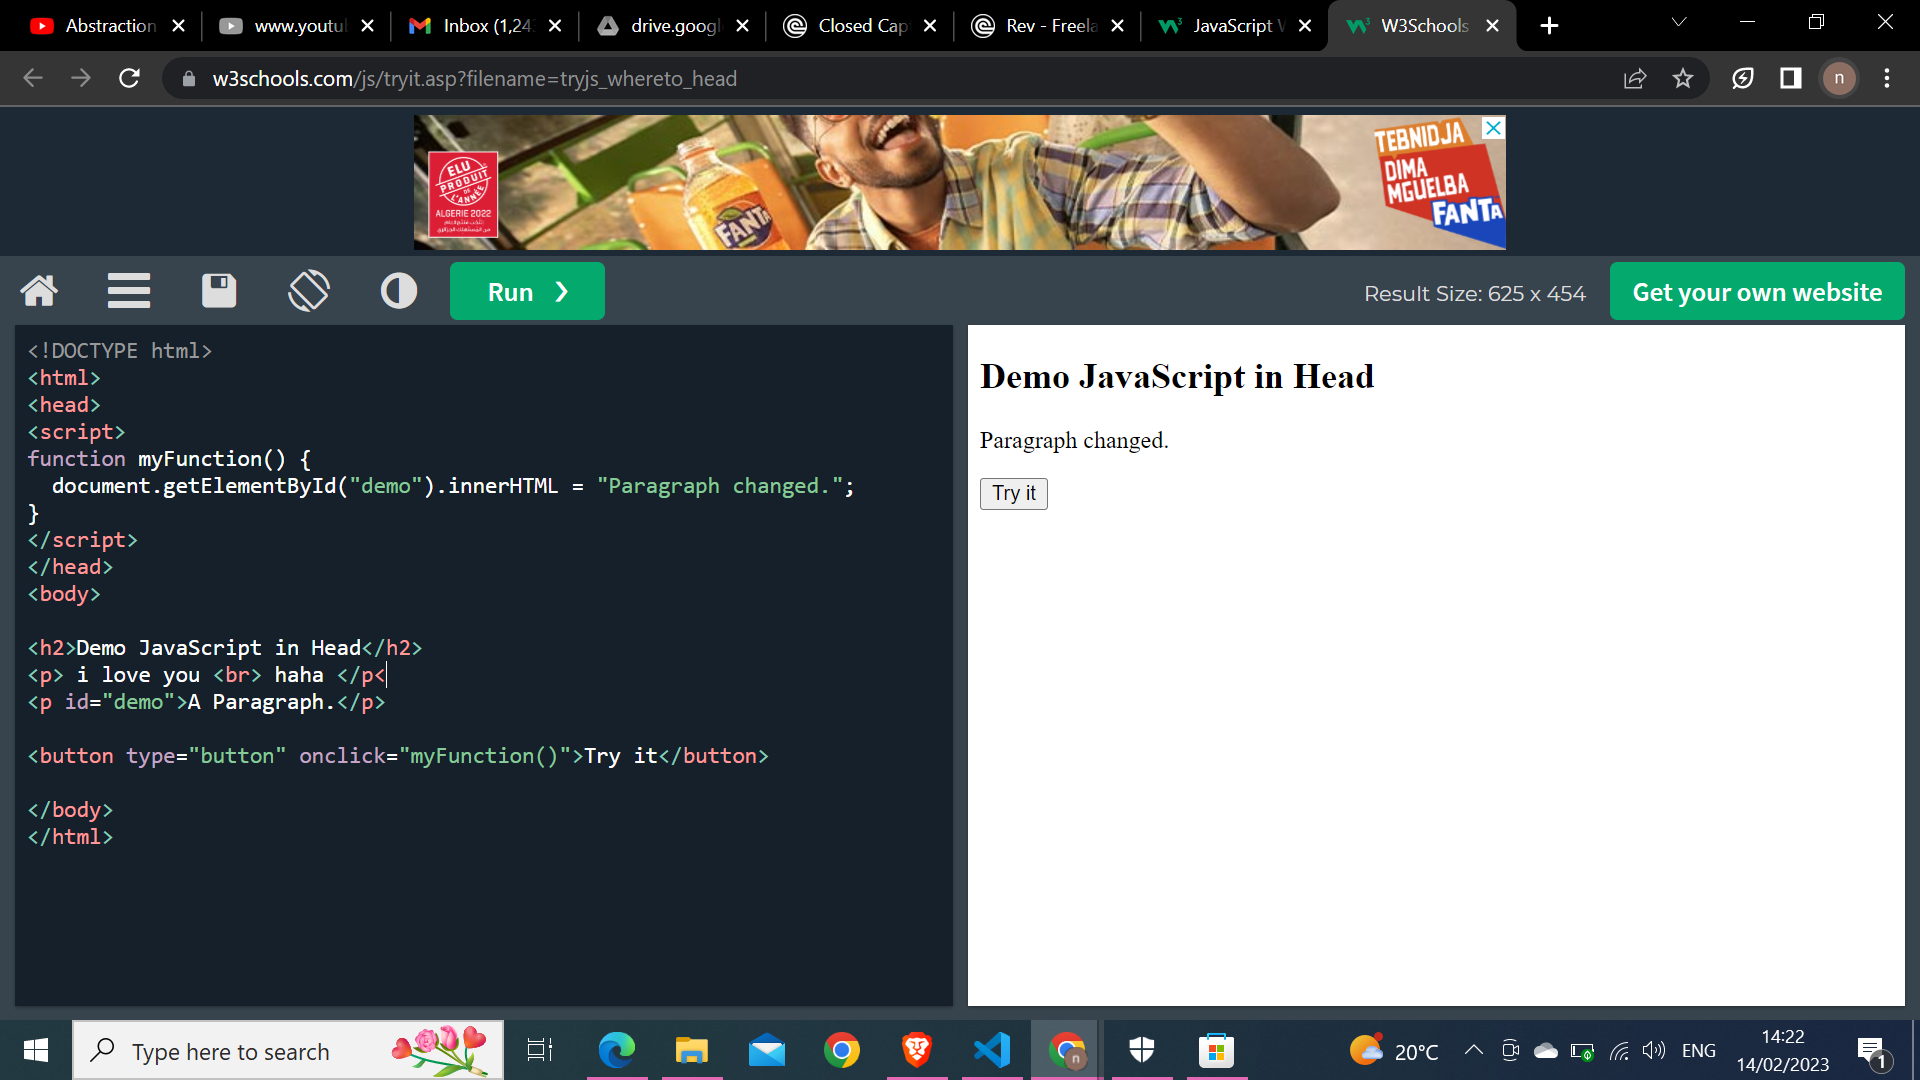 Abstraction
www.youtu
Inbox (1,24
drive.googl
Closed Cap
Rev - Freela
JavaScript W
W3Schools
w3schools.com/js/tryit.asp?filename=tryjs_whereto_head
n
ELU
PRODUIT
DE
L'ANNÉE
ALGERIE 2022
FANTA
TEBNIDJA
DIMA
MGUELBA
FANTA
Run ❯
Result Size: 625 x 454
Get your own website
<!DOCTYPE html>
<html>
<head>
<script>
function myFunction() {
  document.getElementById("demo").innerHTML = "Paragraph changed.";
}
</script>
</head>
<body>
<h2>Demo JavaScript in Head</h2>
<p> i love you <br> haha </p<
<p id="demo">A Paragraph.</p>
<button type="button" onclick="myFunction()">Try it</button>
</body>
</html>
Demo JavaScript in Head
Paragraph changed.
Try it
Type here to search
n
20°C
ENG
14:22
14/02/2023
1